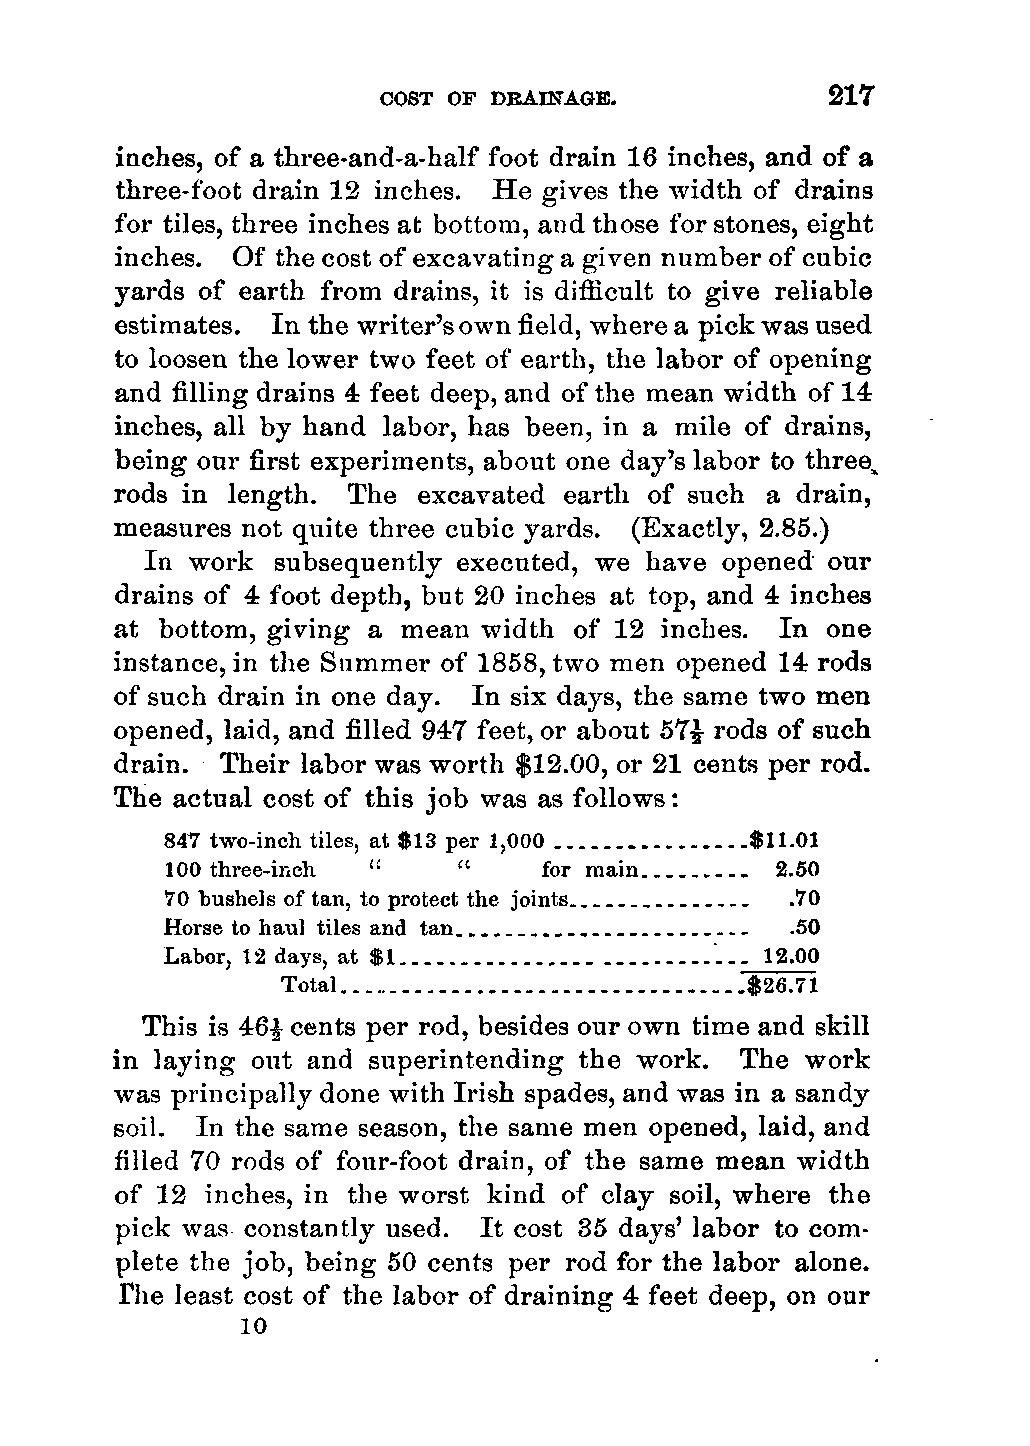 COST OF DRAINAGE. 217
inches, of a three-and-a-half foot drain 16 inches, and of a
three-foot drain 12 inches. He gives the width of drains
for tiles, three inches at bottom, and those for stones, eight
inches. Of the cost of excavating a given number of cubic
yards of earth from drains, it is difficult to give reliable
estimates. In the writer's own field, where a pick was used
to loosen the lower two feet of earth, the labor of opening
and filling drains 4 feet deep, and of the mean width of 14
inches, all by hand labor, has been, in a mile of drains,
being our first experiments, about one day's labor to three
rods in length. The excavated earth of such a drain,
measures not quite three cubic yards. (Exactly, 2.85.)
In work subsequently executed, we have opened our
drains of 4 foot depth, but 20 inches at top, and 4 inches
at bottom, giving a mean width of 12 inches. In one
instance, in the Summer of 1858, two men opened 14 rods
of such drain in one day. In six days, the same two men
opened, laid, and filled 947 feet, or about 57½ rods of such
drain. Their labor was worth $12.00, or 21 cents per rod.
The actual cost of this job was as follows:
847 two-inch tiles, at $13 per 1,000 ................$11.01
100 three-inch “ “ for main......... 2.50
70 bushels of tan, to protect the joints............... .70
Horse to haul tiles and tan........................ .50
Labor, 12 days, at $1............................. 12.00
Total.................................$26.71
This is 46½ cents per rod, besides our own time and skill
in laying out and superintending the work. The work
was principally done with Irish spades, and was in a sandy
soil. In the same season, the same men opened, laid, and
filled 70 rods of four-foot drain, of the same mean width
of 12 inches, in the worst kind of clay soil, where the
pick was constantly used. It cost 35 days' labor to com-
plete the job, being 50 cents per rod for the labor alone.
The least cost of the labor of draining 4 feet deep, on our
10